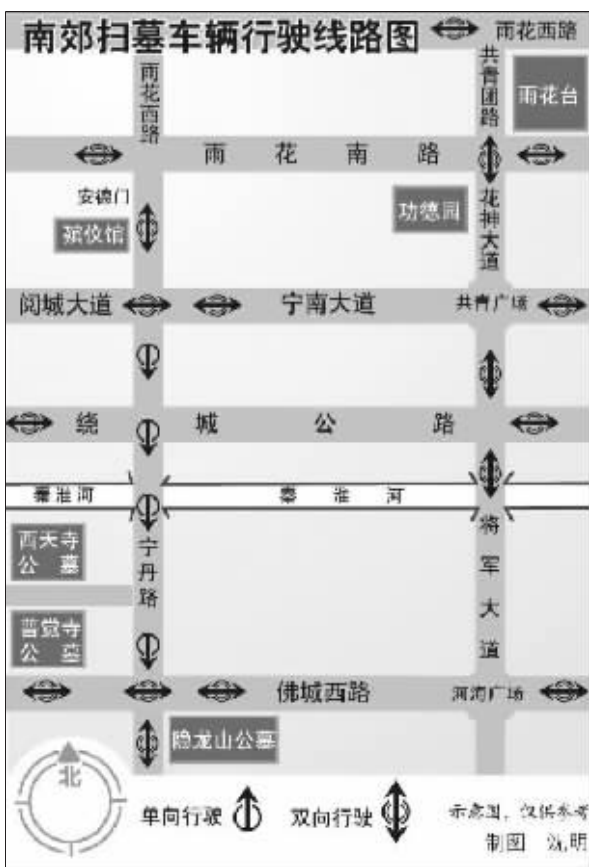 南郊扫墓车辆行驶线路图
雨花西路
雨花西路
共青团路
雨花台
雨花南路
安德门
殡仪馆
功德园
花神大道
阅城大道
宁南大道
共青广场
绕城公路
秦淮河
秦淮河
西天寺
公墓
宁丹路
将军大道
普觉寺
公墓
佛城西路
河海广场
隐龙山公墓
北
单向行驶
双向行驶
示意图，仅供参考
制图